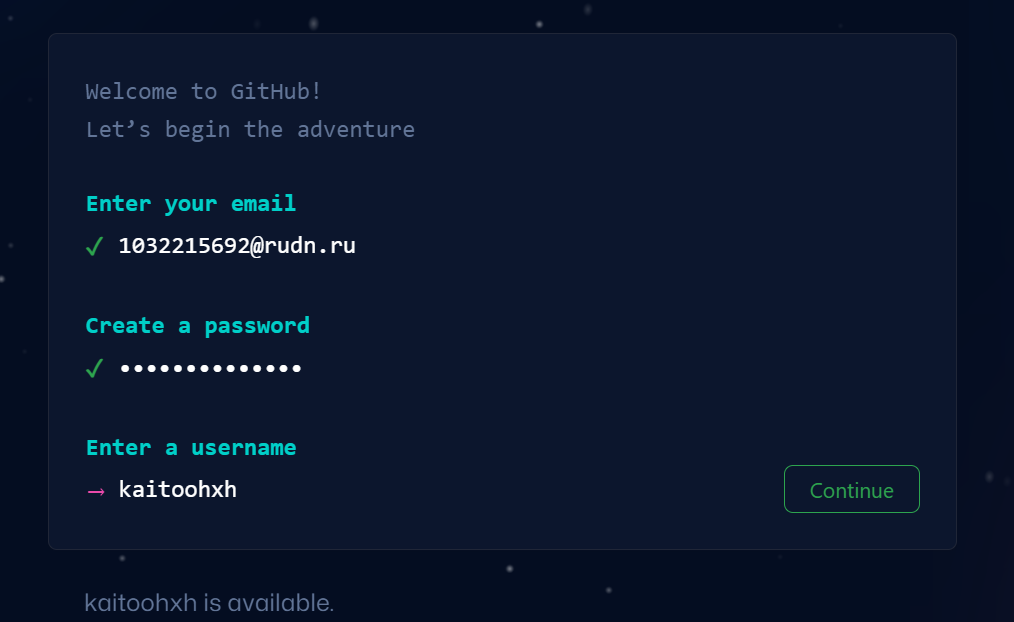 Welcome to GitHub!
Let’s begin the adventure
Enter your email
✓ 1032215692@rudn.ru
Create a password
✓ ••••••••••••••
Enter a username
→ kaitoohxh
Continue
kaitoohxh is available.